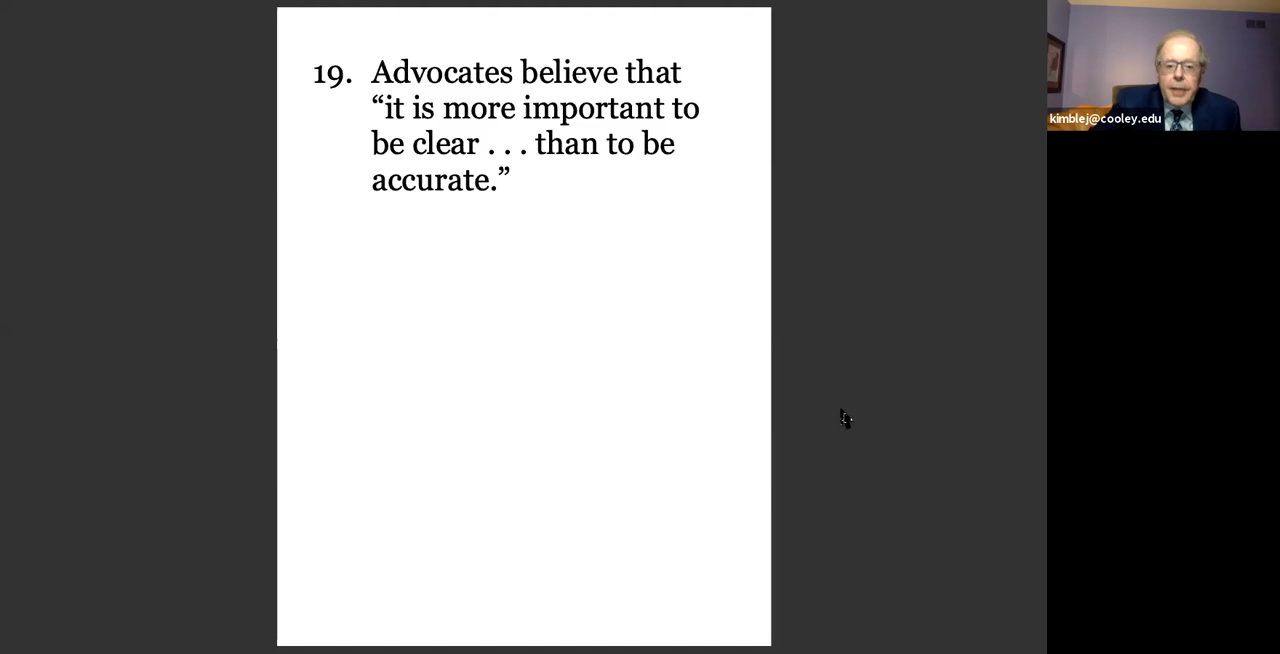 19. Advocates believe that
“it is more important to
be clear . . . than to be
accurate.”
kimblej@cooley.edu